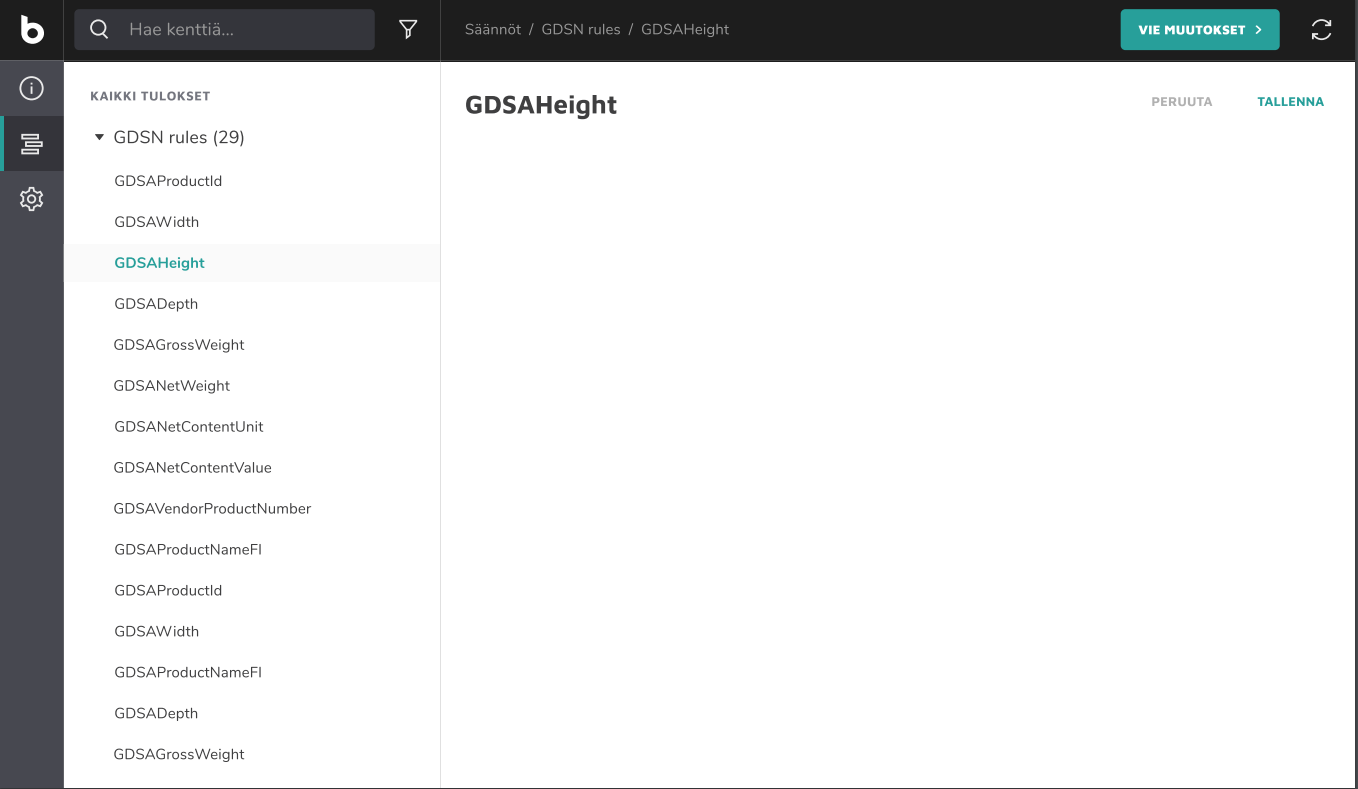 b
Hae kenttiä...
Säännöt / GDSN rules / GDSAHeight
VIE MUUTOKSET >
KAIKKI TULOKSET
GDSN rules (29)
GDSAProductId
GDSAWidth
GDSAHeight
GDSADepth
GDSAGrossWeight
GDSANetWeight
GDSANetContentUnit
GDSANetContentValue
GDSAVendorProductNumber
GDSAProductNameFI
GDSAProductId
GDSAWidth
GDSAProductNameFI
GDSADepth
GDSAGrossWeight
GDSAHeight
PERUUTA
TALLENNA